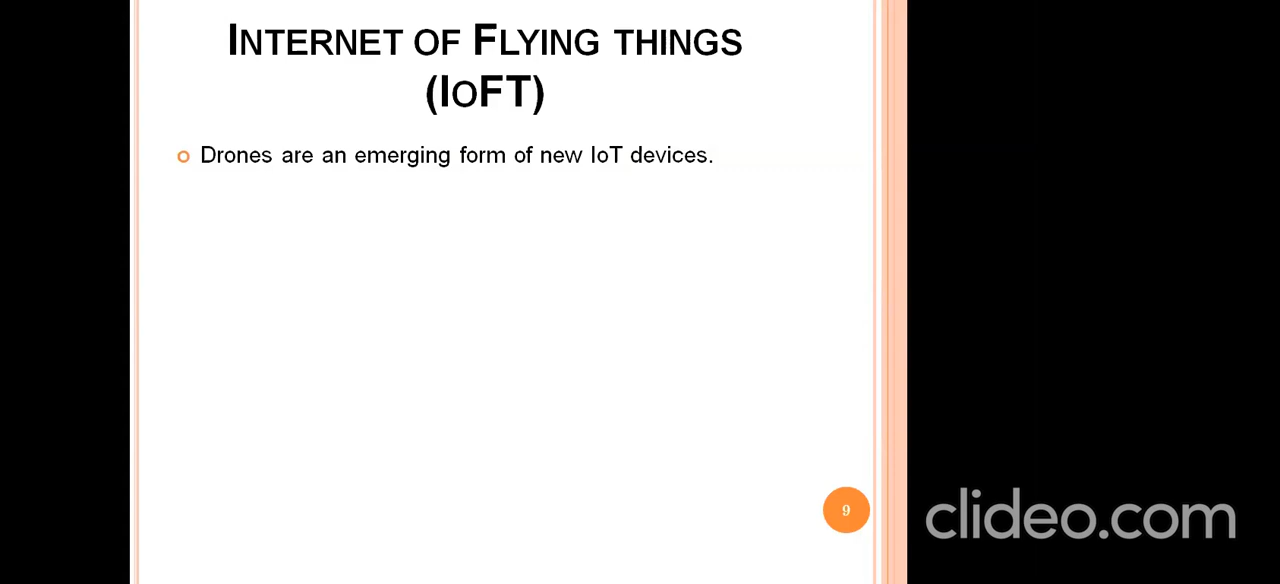 INTERNET OF FLYING THINGS
(IOFT)
Drones are an emerging form of new IoT devices.
9
clideo.com